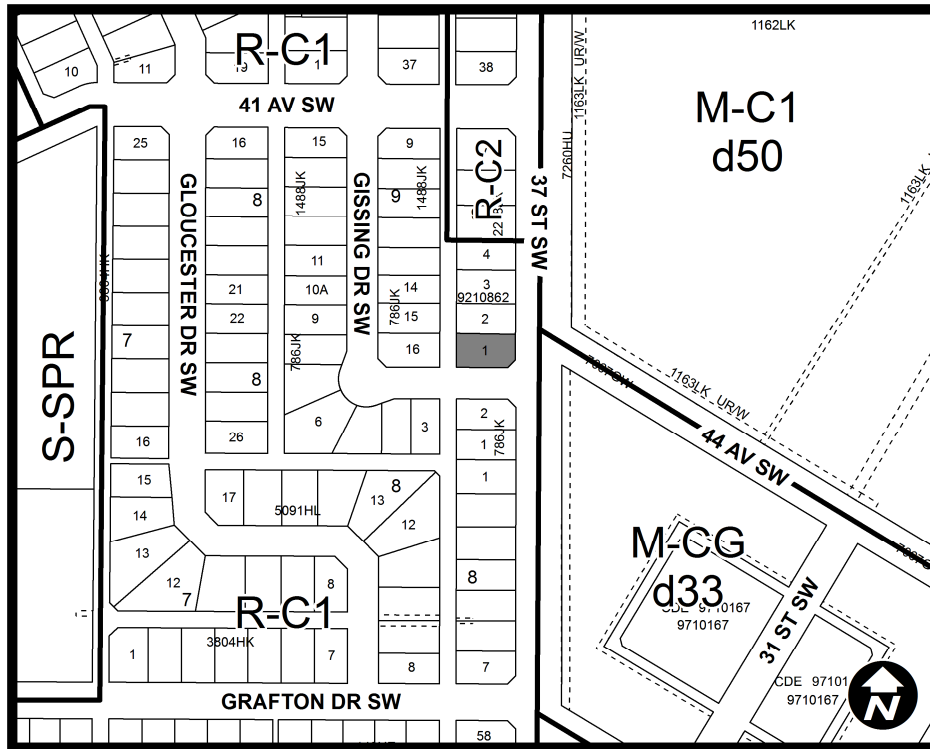 1162LK
R-C1
10
11
19
1
37
38
1163LK UR/W
M-C1
d50
41 AV SW
7260HU
1163LK
25
16
15
9
GLOUCESTER DR SW
8
1488JK
GISSING DR SW
9
1488JK
R-C2
22
37 ST SW
4
11
3
21
10A
14
9210862
22
9
786JK
15
2
7
786JK
16
1
S-SPR
8
1163LK UR/W
6
3
2
16
26
1
786JK
44 AV SW
15
17
5091HL
13
8
1
14
12
13
M-CG
d33
12
7
8
8
CDE 9710167
9710167
31 ST SW
R-C1
3804HK
1
7
8
7
CDE 97101
9710167
GRAFTON DR SW
N
58